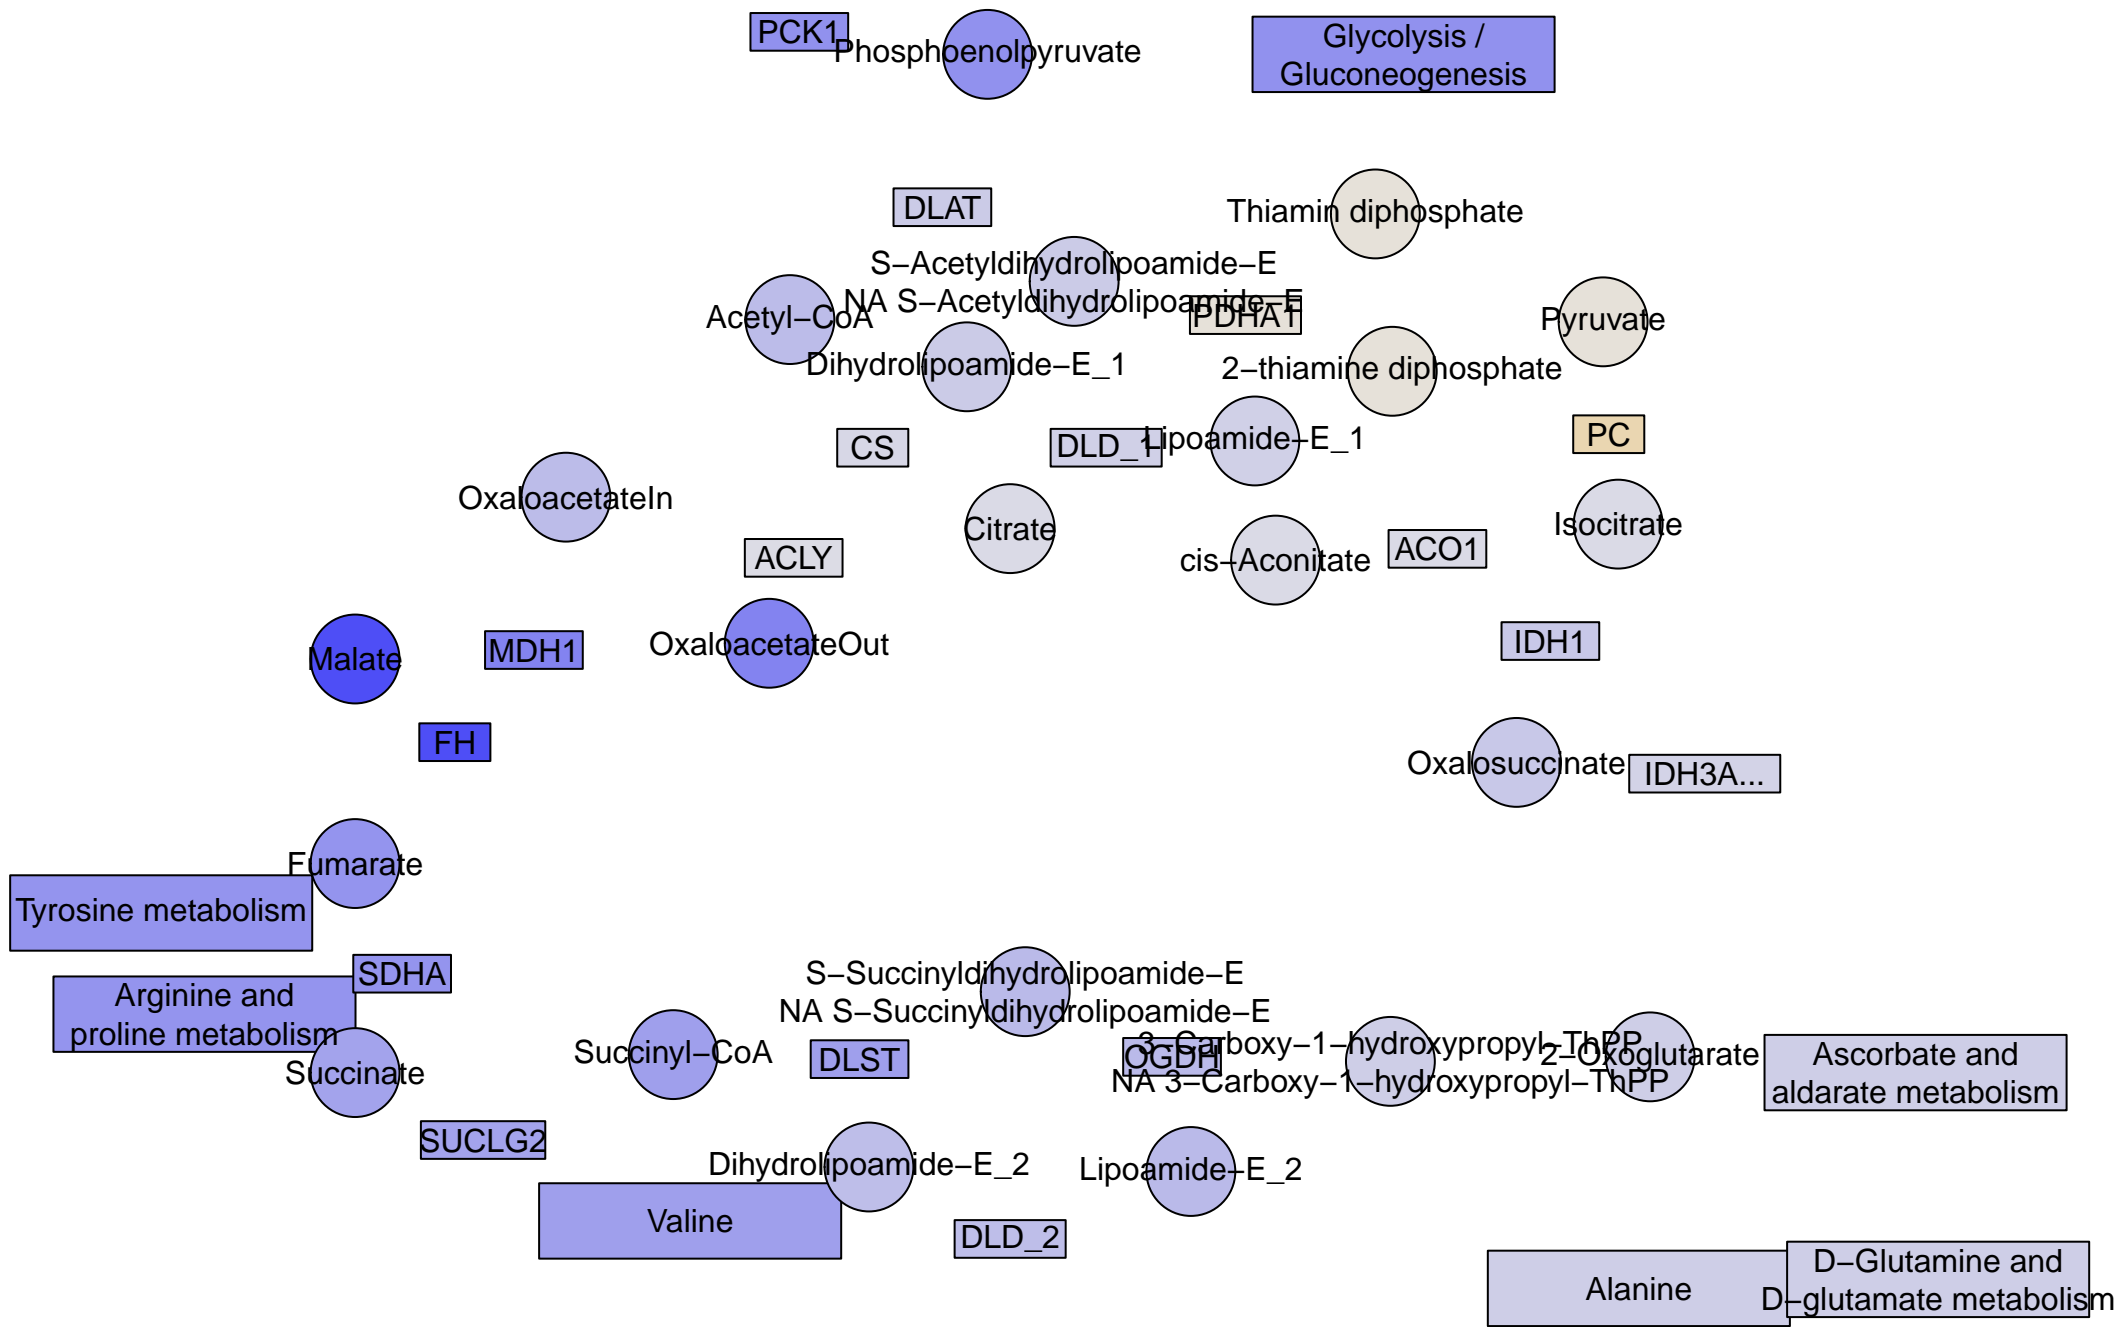 PCK1
Phosphoenolpyruvate
Glycolysis /
Gluconeogenesis
DLAT
Thiamin diphosphate
S−Acetyldihydrolipoamide−E
NA S−Acetyldihydrolipoamide−E
PDHA1
Acetyl−CoA
Pyruvate
Dihydrolipoamide−E_1
2−thiamine diphosphate
CS
DLD_1
Lipoamide−E_1
PC
OxaloacetateIn
Citrate
Isocitrate
ACLY
cis−Aconitate
ACO1
Malate
MDH1
OxaloacetateOut
IDH1
FH
Oxalosuccinate
IDH3A...
Fumarate
Tyrosine metabolism
SDHA
Arginine and
proline metabolism
S−Succinyldihydrolipoamide−E
NA S−Succinyldihydrolipoamide−E
Succinate
Succinyl−CoA
DLST
OGDH
3−Carboxy−1−hydroxypropyl−ThPP
NA 3−Carboxy−1−hydroxypropyl−ThPP
2−Oxoglutarate
Ascorbate and
aldarate metabolism
SUCLG2
Dihydrolipoamide−E_2
Lipoamide−E_2
Valine
DLD_2
Alanine
D−Glutamine and
D−glutamate metabolism